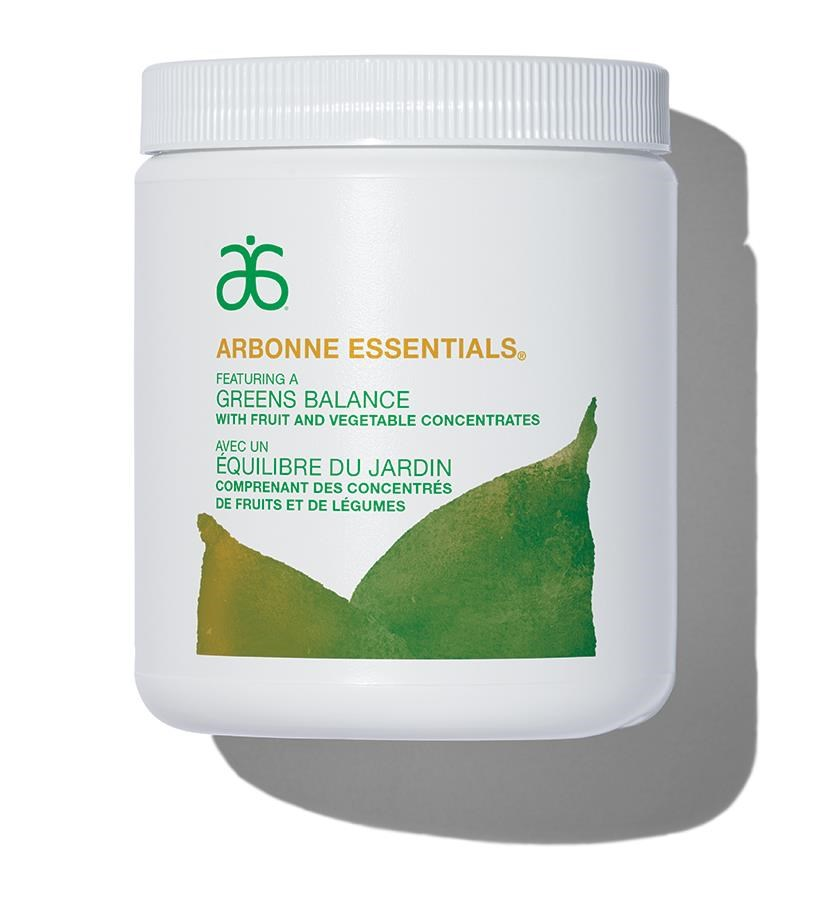 ARBONNE ESSENTIALS®
FEATURING A
GREENS BALANCE
WITH FRUIT AND VEGETABLE CONCENTRATES
AVEC UN
ÉQUILIBRE DU JARDIN
COMPRENANT DES CONCENTRÉS
DE FRUITS ET DE LÉGUMES